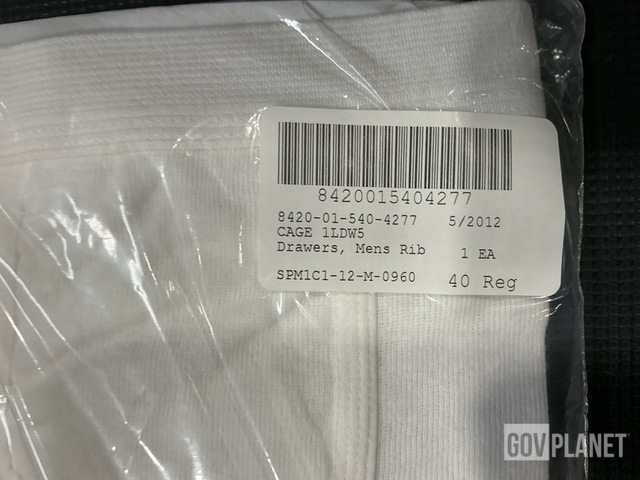 8420015404277
8420-01-540-4277 5/2012
CAGE 1LDW5
Drawers, Mens Rib 1 EA
SPM1C1-12-M-0960 40 Reg
GOVPLANET